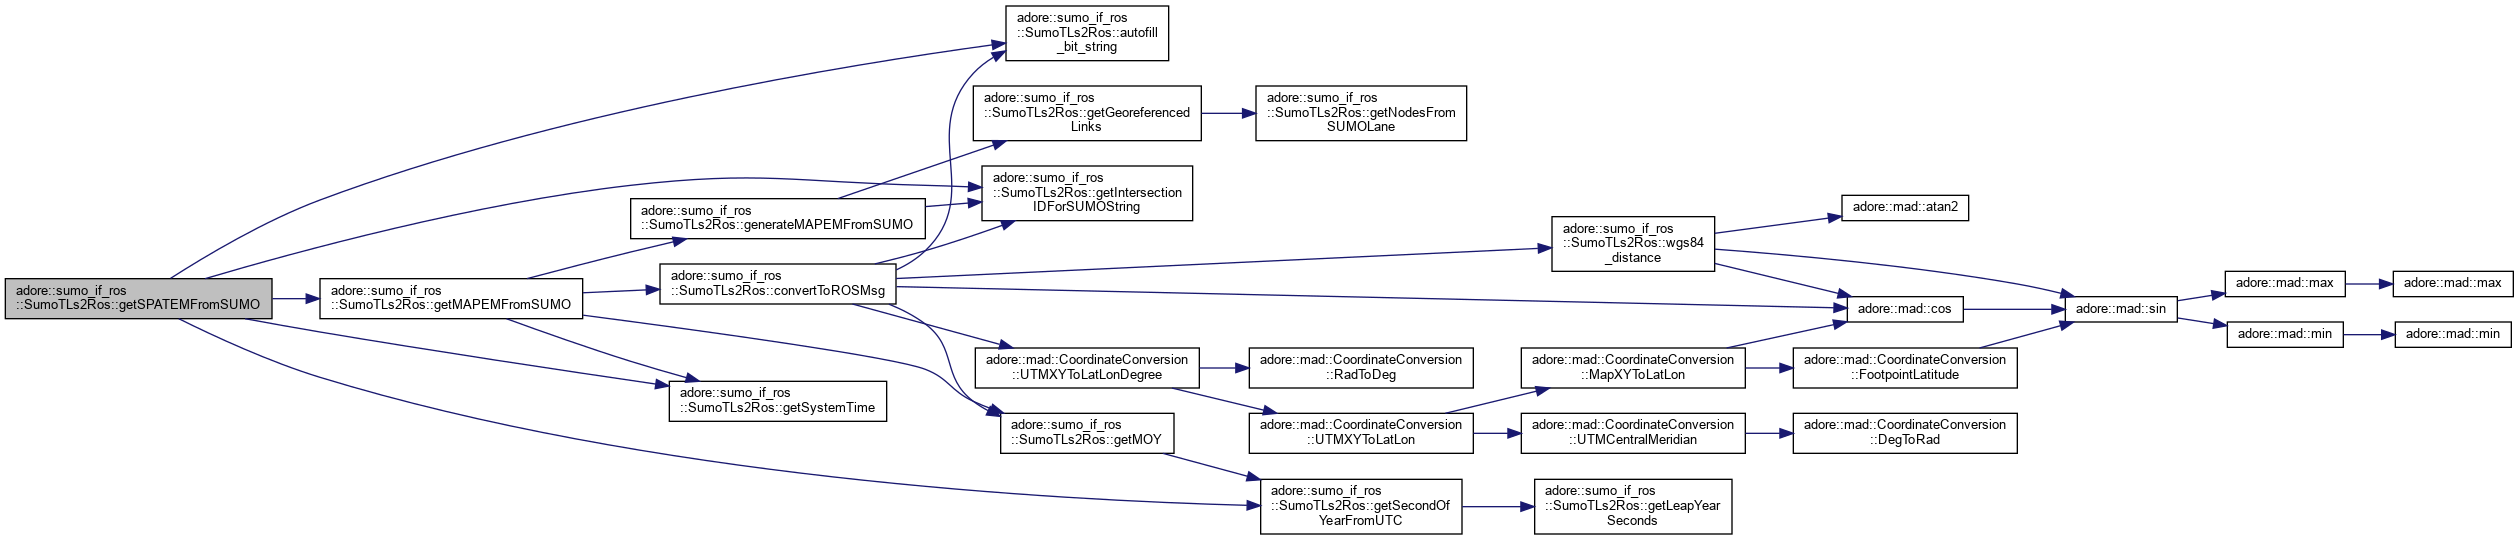 adore::sumo_if_ros
::SumoTLs2Ros::getSPATEMFromSUMO
adore::sumo_if_ros
::SumoTLs2Ros::getMAPEMFromSUMO
adore::sumo_if_ros
::SumoTLs2Ros::generateMAPEMFromSUMO
adore::sumo_if_ros
::SumoTLs2Ros::convertToROSMsg
adore::sumo_if_ros
::SumoTLs2Ros::getSystemTime
adore::sumo_if_ros
::SumoTLs2Ros::autofill
_bit_string
adore::sumo_if_ros
::SumoTLs2Ros::getGeoreferenced
Links
adore::sumo_if_ros
::SumoTLs2Ros::getIntersection
IDForSUMOString
adore::mad::CoordinateConversion
::UTMXYToLatLonDegree
adore::sumo_if_ros
::SumoTLs2Ros::getMOY
adore::sumo_if_ros
::SumoTLs2Ros::getNodesFrom
SUMOLane
adore::mad::CoordinateConversion
::RadToDeg
adore::mad::CoordinateConversion
::UTMXYToLatLon
adore::sumo_if_ros
::SumoTLs2Ros::getSecondOf
YearFromUTC
adore::sumo_if_ros
::SumoTLs2Ros::wgs84
_distance
adore::mad::CoordinateConversion
::MapXYToLatLon
adore::mad::CoordinateConversion
::UTMCentralMeridian
adore::sumo_if_ros
::SumoTLs2Ros::getLeapYear
Seconds
adore::mad::atan2
adore::mad::cos
adore::mad::CoordinateConversion
::FootpointLatitude
adore::mad::CoordinateConversion
::DegToRad
adore::mad::sin
adore::mad::max
adore::mad::min
adore::mad::max
adore::mad::min